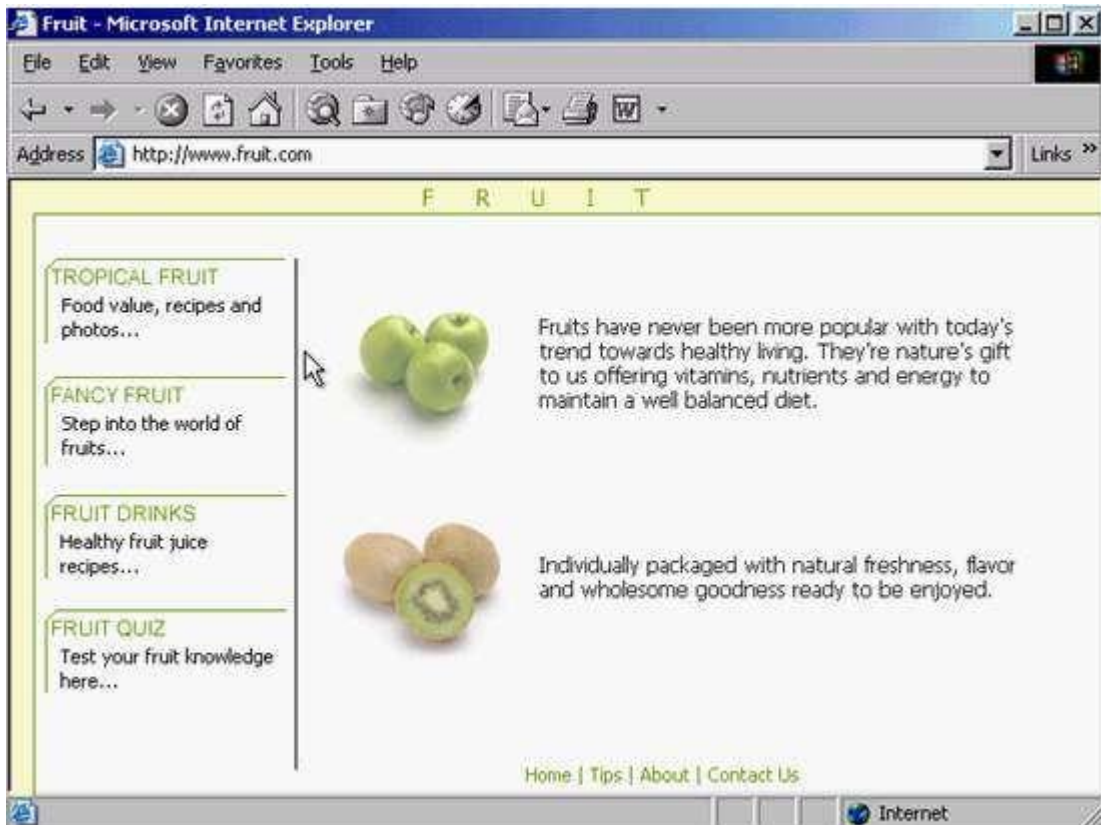 Fruit - Microsoft Internet Explorer
File Edit View Favorites Tools Help
Address http://www.fruit.com Links »
F R U I T
TROPICAL FRUIT
Food value, recipes and
photos...
FANCY FRUIT
Step into the world of
fruits...
FRUIT DRINKS
Healthy fruit juice
recipes...
FRUIT QUIZ
Test your fruit knowledge
here...
Fruits have never been more popular with today's
trend towards healthy living. They're nature's gift
to us offering vitamins, nutrients and energy to
maintain a well balanced diet.
Individually packaged with natural freshness, flavor
and wholesome goodness ready to be enjoyed.
Home | Tips | About | Contact Us
Internet